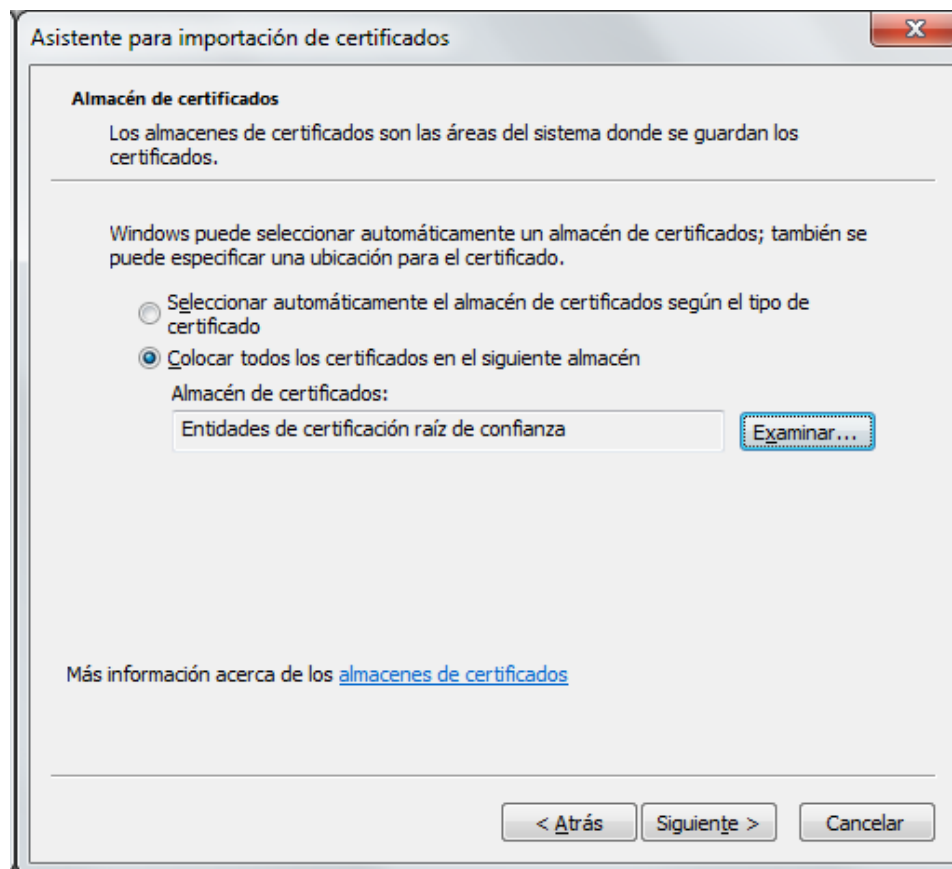 Asistente para importación de certificados
Almacén de certificados
Los almacenes de certificados son las áreas del sistema donde se guardan los
certificados.
Windows puede seleccionar automáticamente un almacén de certificados; también se
puede especificar una ubicación para el certificado.
Seleccionar automáticamente el almacén de certificados según el tipo de
certificado
Colocar todos los certificados en el siguiente almacén
Almacén de certificados:
Entidades de certificación raíz de confianza
Examinar...
Más información acerca de los almacenes de certificados
< Atrás
Siguiente >
Cancelar